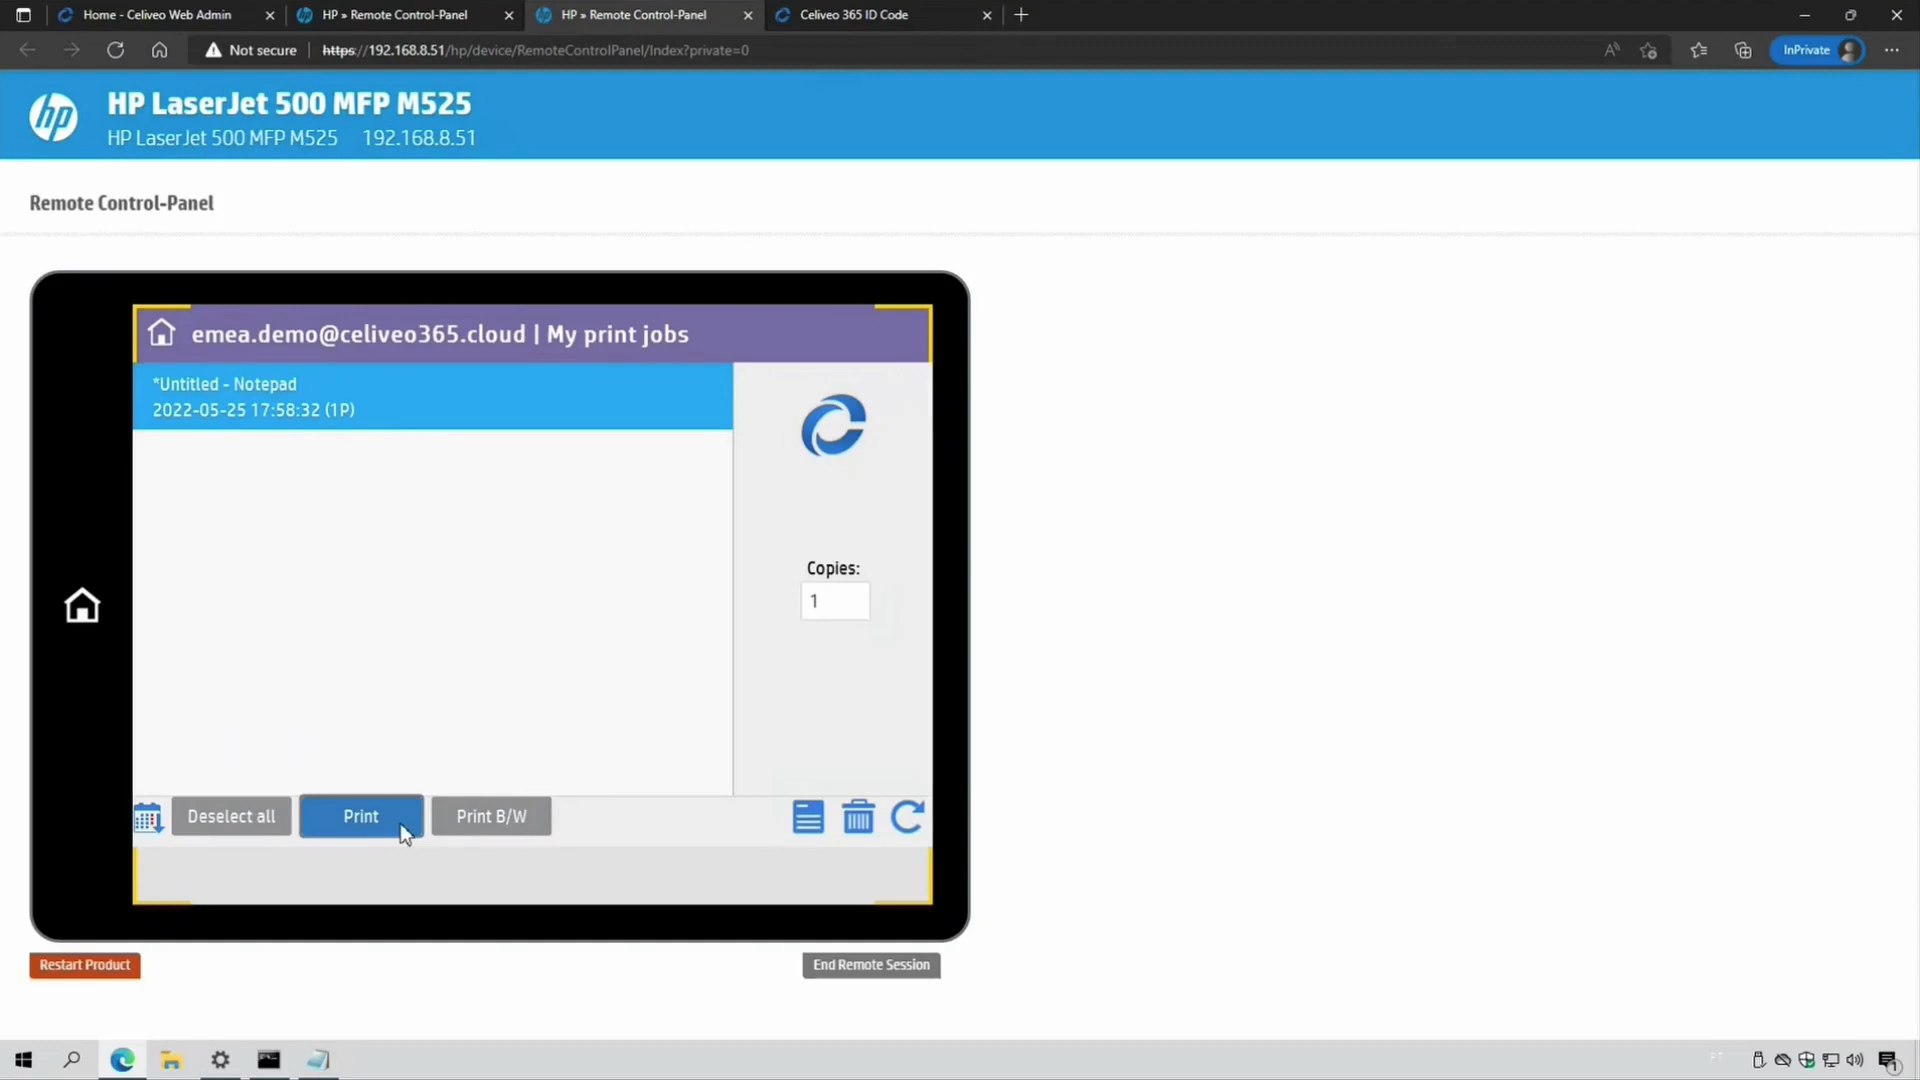 Home - Celiveo Web Admin
HP » Remote Control-Panel
HP » Remote Control-Panel
Celiveo 365 ID Code
Not secure
https://192.168.8.51/hp/device/RemoteControlPanel/Index?private=0
InPrivate
hp
HP LaserJet 500 MFP M525
HP LaserJet 500 MFP M525 192.168.8.51
Remote Control-Panel
emea.demo@celiveo365.cloud | My print jobs
*Untitled - Notepad
2022-05-25 17:58:32 (1P)
Copies:
1
Deselect all
Print
Print B/W
Restart Product
End Remote Session
1